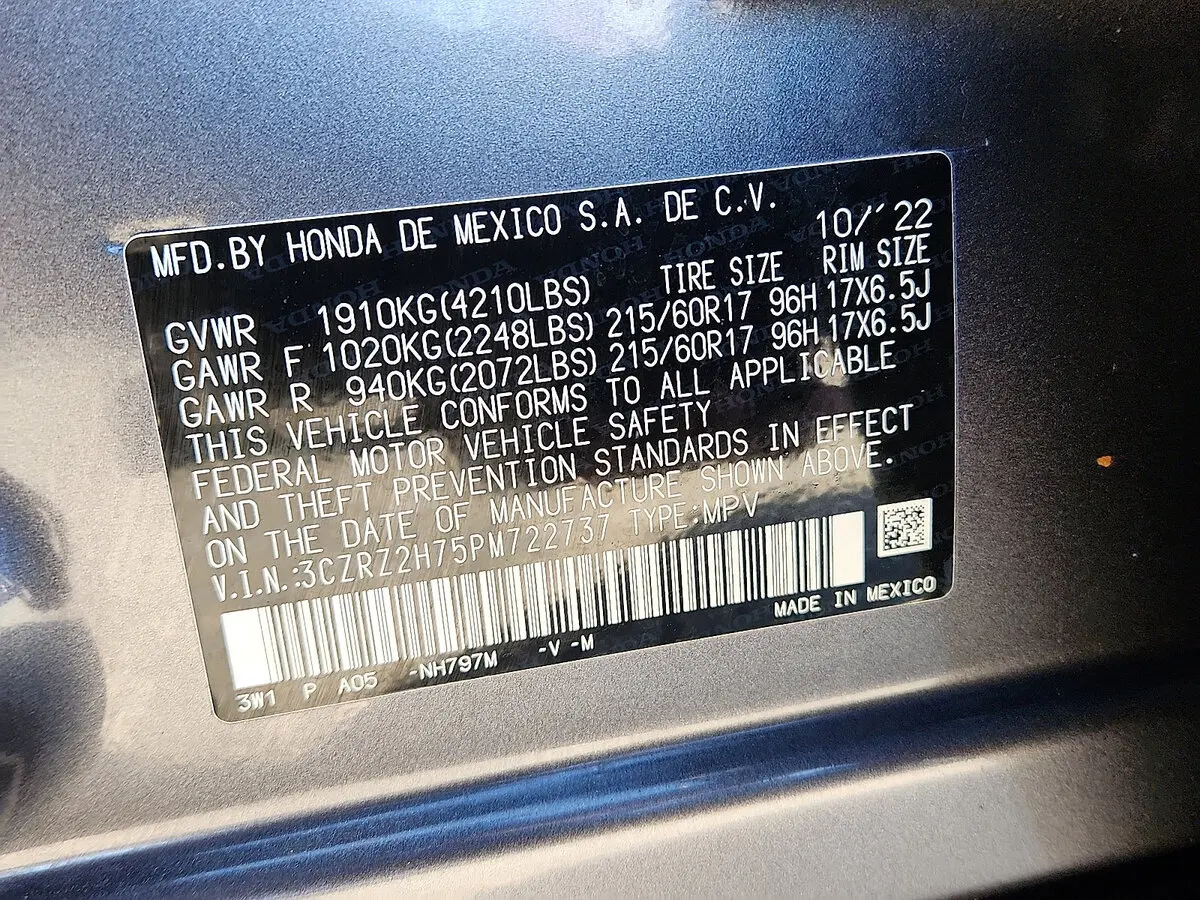 MFD.BY HONDA DE MEXICO S.A. DE C.V.
10/'22
TIRE SIZE RIM SIZE
GVWR 1910KG(4210LBS)
GAWR F 1020KG(2248LBS) 215/60R17 96H 17X6.5J
GAWR R 940KG(2072LBS) 215/60R17 96H 17X6.5J
THIS VEHICLE CONFORMS TO ALL APPLICABLE
FEDERAL MOTOR VEHICLE SAFETY
AND THEFT PREVENTION STANDARDS IN EFFECT
ON THE DATE OF MANUFACTURE SHOWN ABOVE.
V.I.N.:3CZRZ2H75PM722737 TYPE:MPV
MADE IN MEXICO
3W1 P A05 -NH797M -V -M